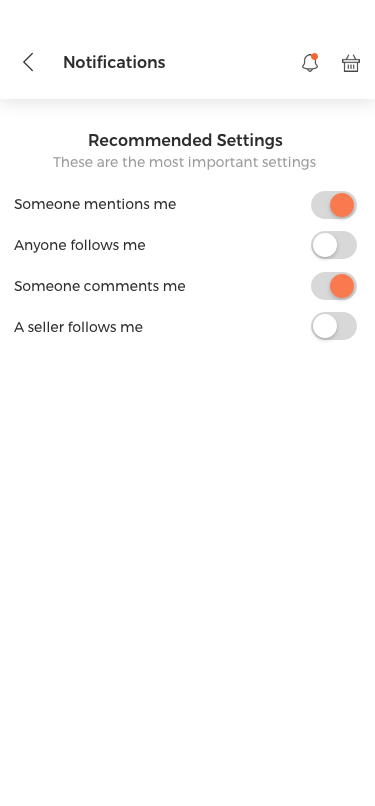 Notifications
Recommended Settings
These are the most important settings
Someone mentions me
Anyone follows me
Someone comments me
A seller follows me